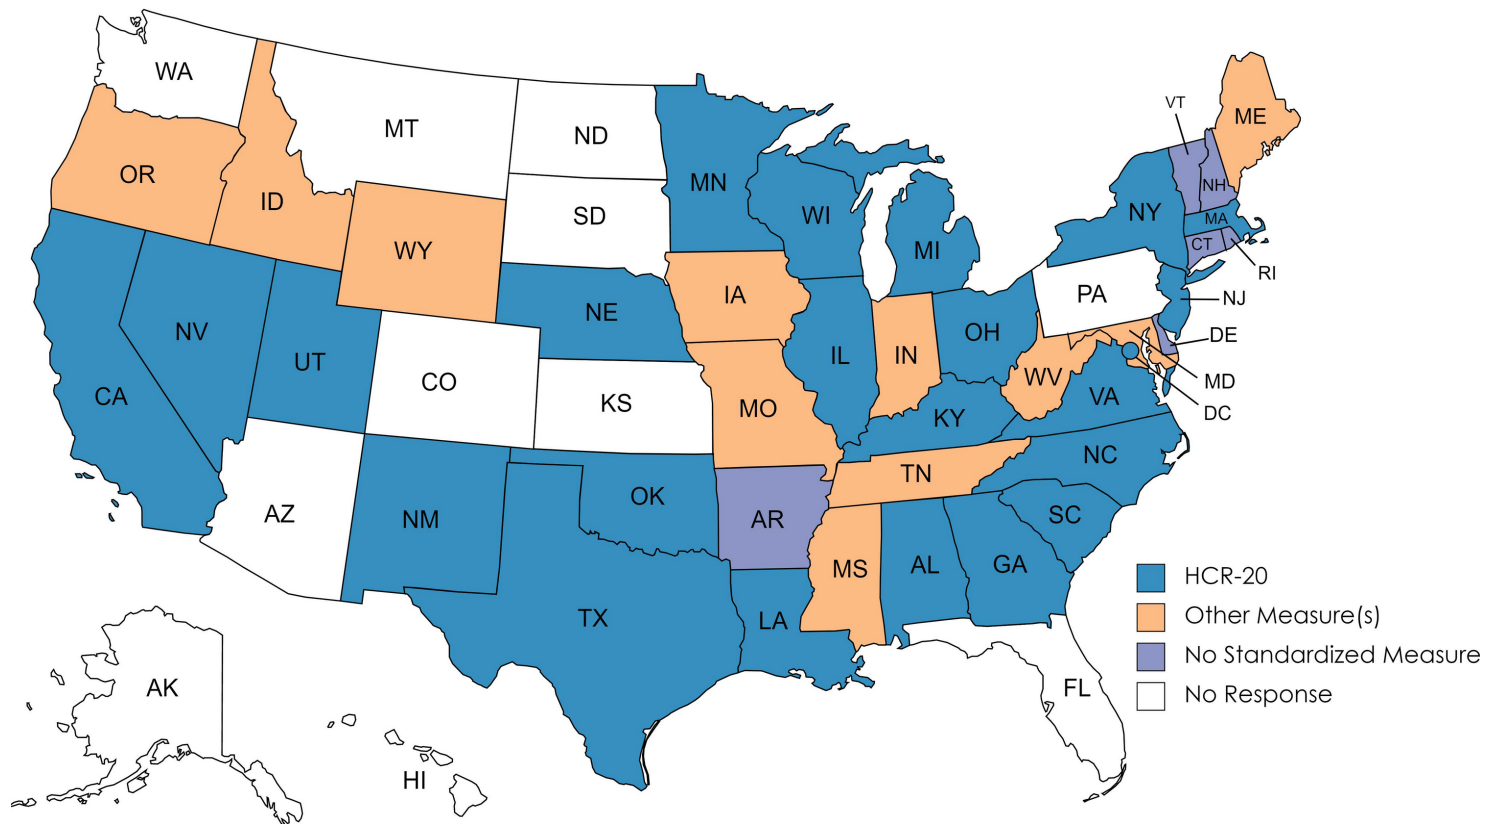 WA
MT
ND
MN
VT
ME
OR
ID
SD
WI
MI
NY
NH
MA
CT
RI
WY
IA
NE
PA
NJ
NV
UT
CO
IL
IN
OH
DE
MD
DC
CA
KS
MO
WV
VA
KY
NC
TN
AZ
NM
OK
AR
SC
MS
AL
GA
TX
LA
HCR-20
Other Measure(s)
No Standardized Measure
No Response
AK
HI
FL